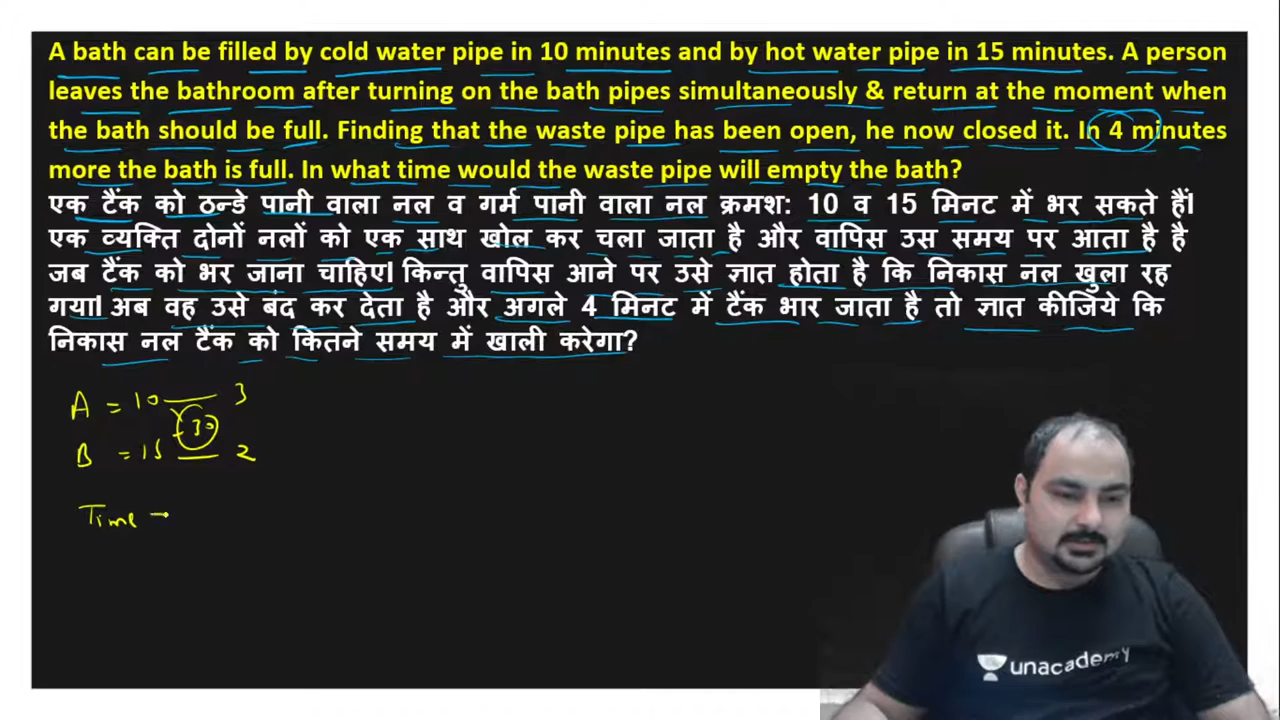 A bath can be filled by cold water pipe in 10 minutes and by hot water pipe in 15 minutes. A person
leaves the bathroom after turning on the bath pipes simultaneously & return at the moment when
the bath should be full. Finding that the waste pipe has been open, he now closed it. In 4 minutes
more the bath is full. In what time would the waste pipe will empty the bath?
एक टैंक को ठन्डे पानी वाला नल व गर्म पानी वाला नल क्रमश: 10 व 15 मिनट में भर सकते हैं।
एक व्यक्ति दोनों नलों को एक साथ खोल कर चला जाता है और वापिस उस समय पर आता है है
जब टैंक को भर जाना चाहिए। किन्तु वापिस आने पर उसे ज्ञात होता है कि निकास नल खुला रह
गया। अब वह उसे बंद कर देता है और अगले 4 मिनट में टैंक भार जाता है तो ज्ञात कीजिये कि
निकास नल टैंक को कितने समय में खाली करेगा?
A = 10 3
30
B = 15 2
Time →
unacademy